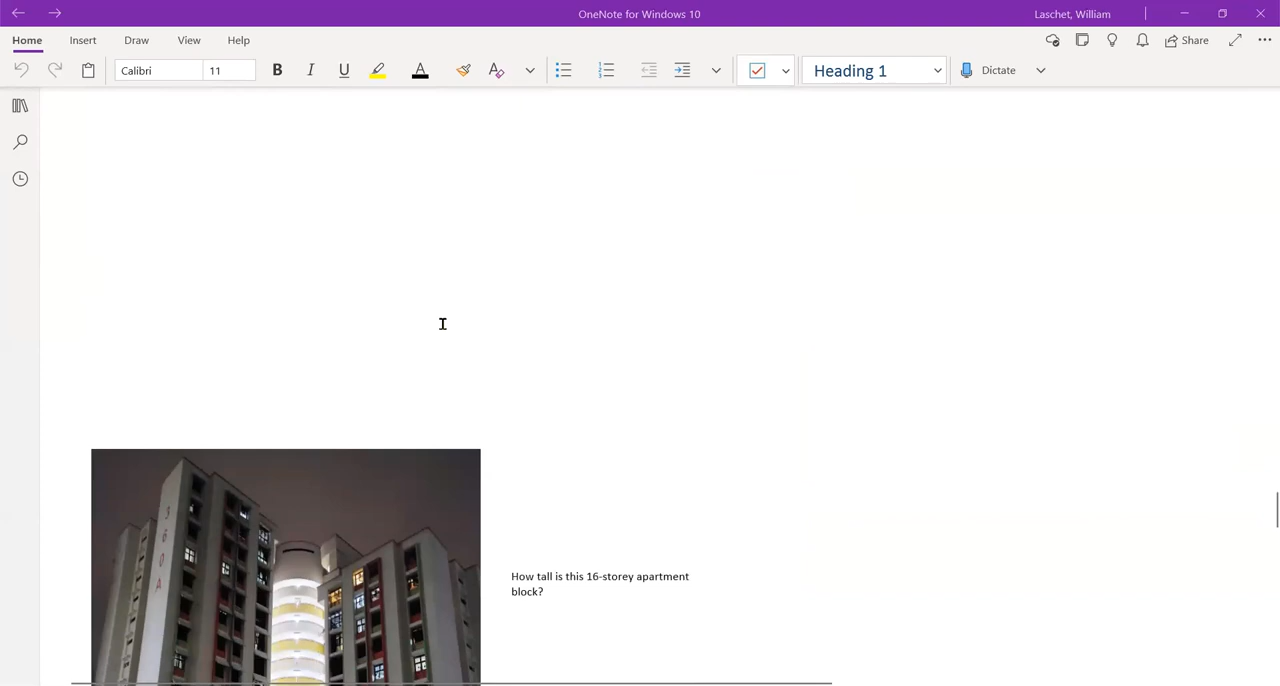 OneNote for Windows 10
Laschet, William
Home Insert Draw View Help
Share
Calibri 11 B I U A A Heading 1 Dictate
360A
How tall is this 16-storey apartment
block?